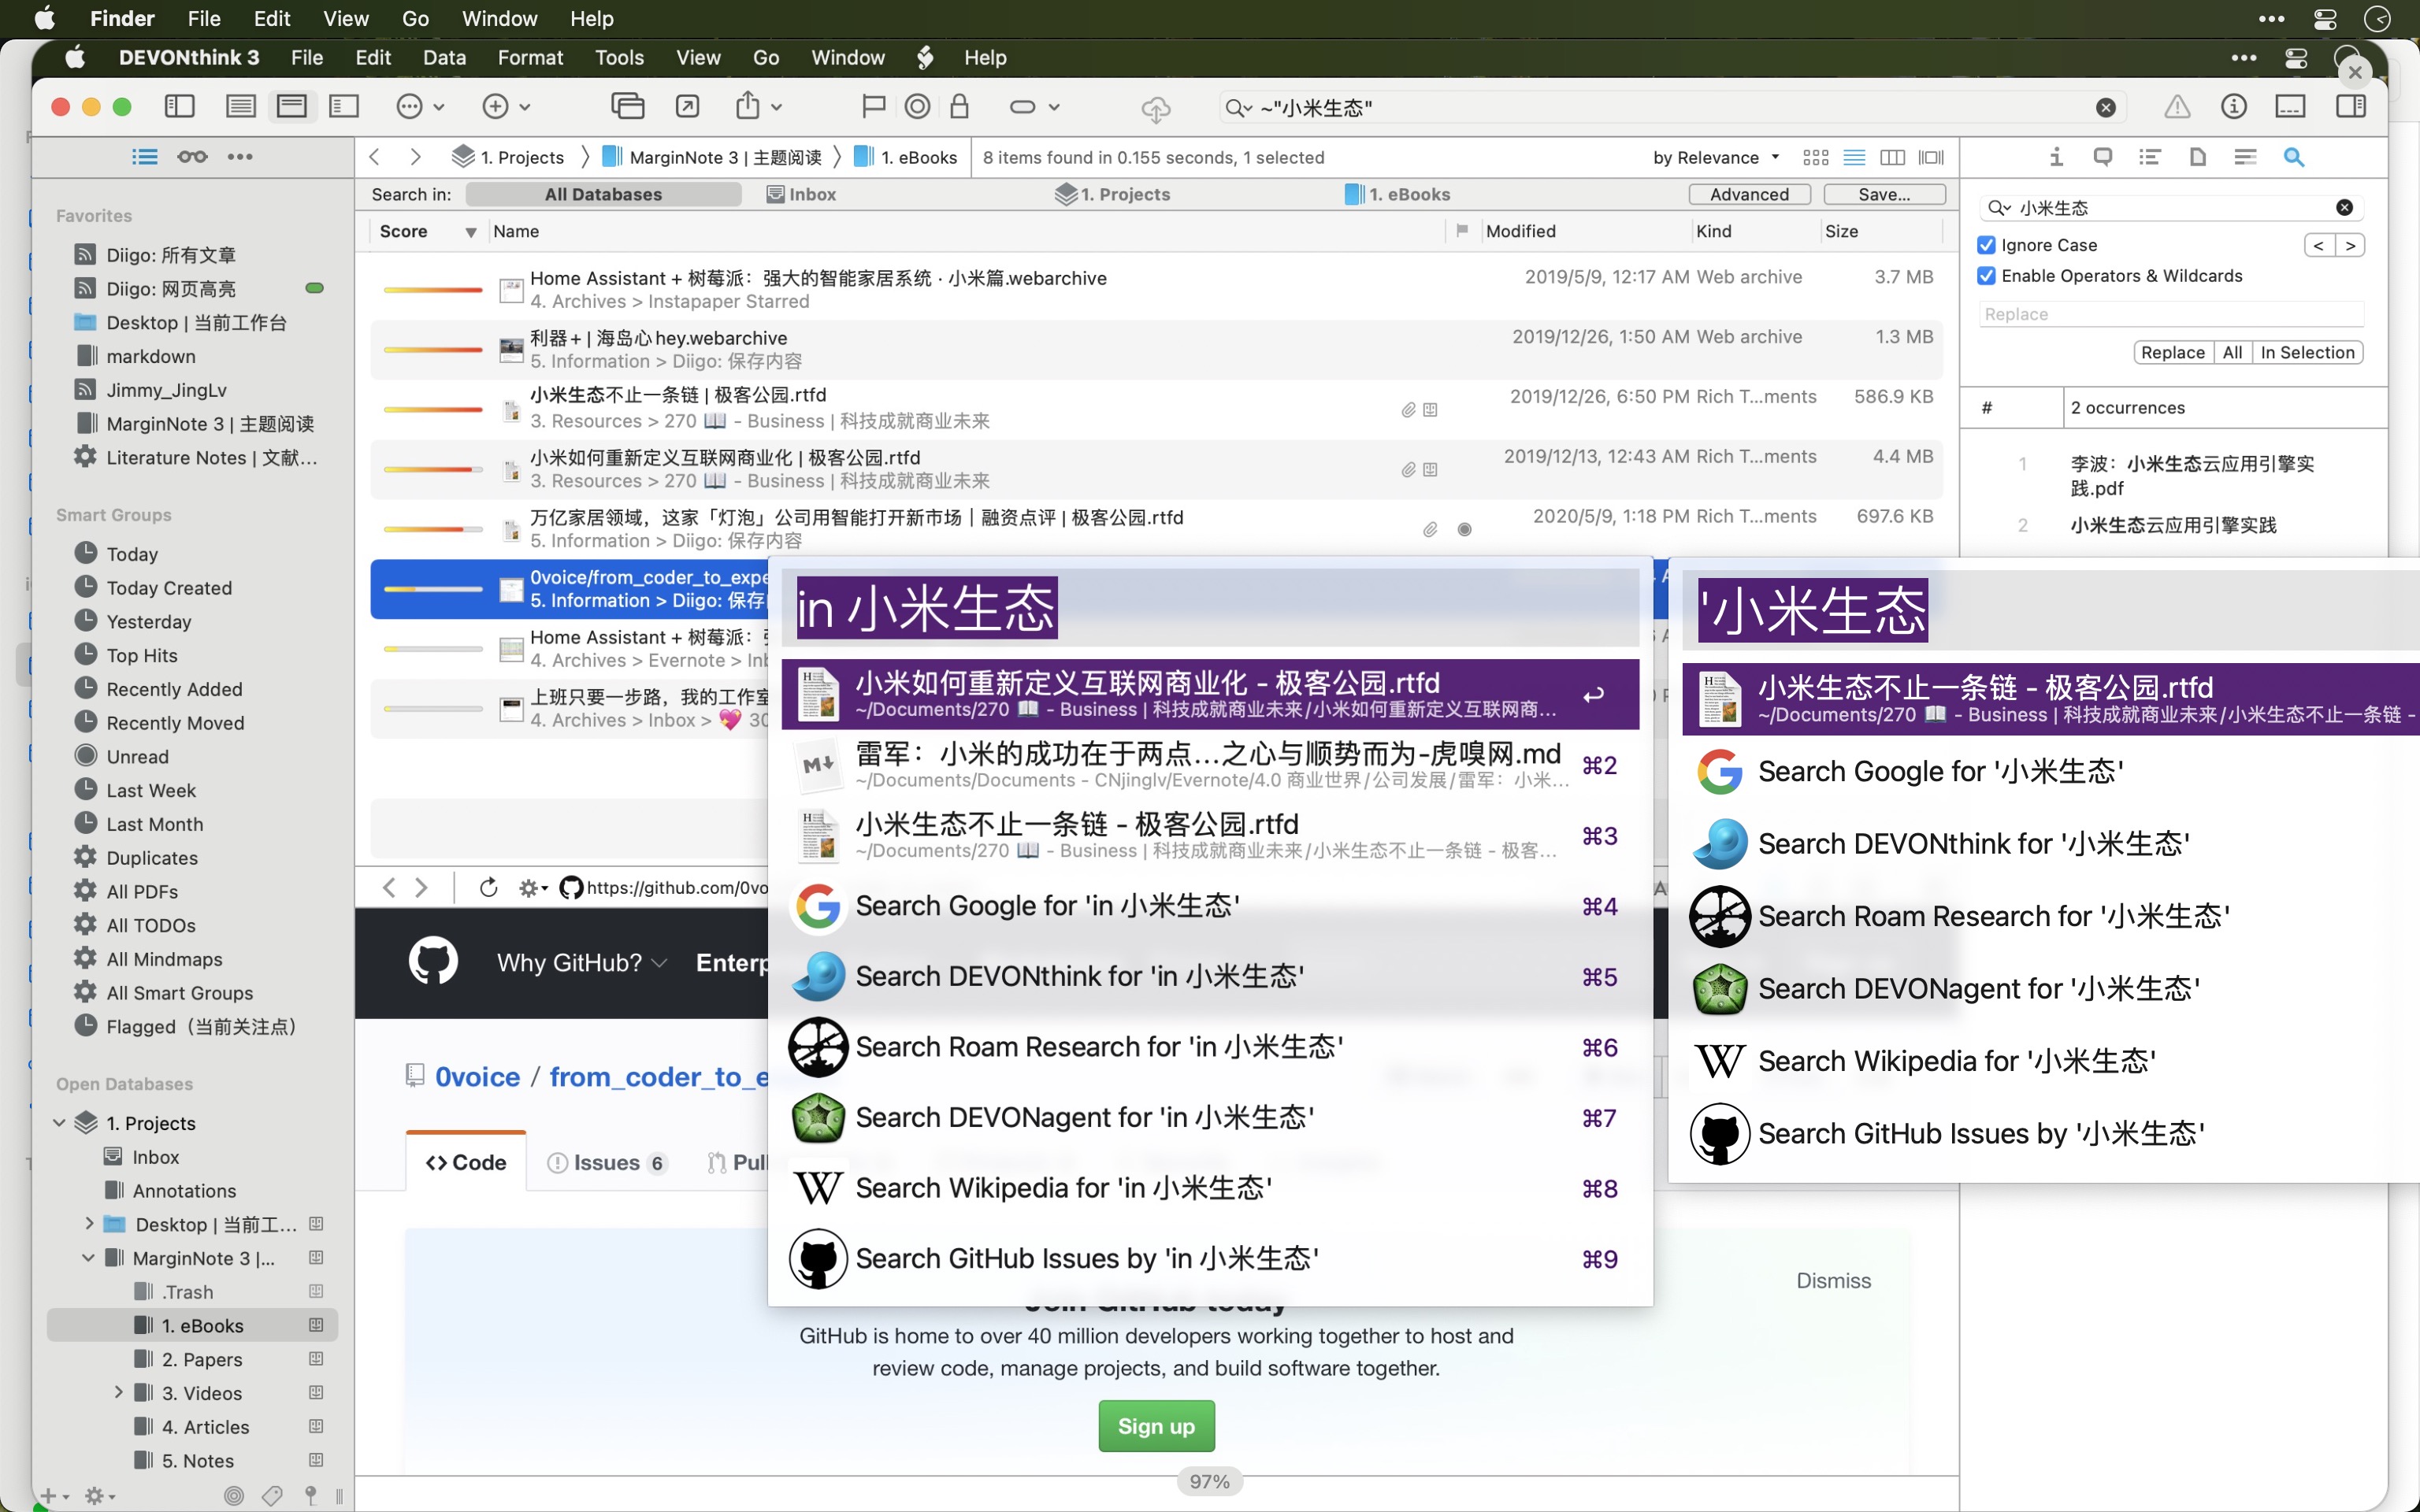 Finder File Edit View Go Window Help
DEVONthink 3 File Edit Data Format Tools View Go Window Help
~"小米生态"
1. Projects MarginNote 3 | 主题阅读 1. eBooks 8 items found in 0.155 seconds, 1 selected by Relevance
Search in: All Databases Inbox 1. Projects 1. eBooks Advanced Save...
Score Name Modified Kind Size
Home Assistant + 树莓派：强大的智能家居系统 · 小米篇.webarchive 2019/5/9, 12:17 AM Web archive 3.7 MB
4. Archives > Instapaper Starred
利器+ | 海岛心 hey.webarchive 2019/12/26, 1:50 AM Web archive 1.3 MB
5. Information > Diigo: 保存内容
小米生态不止一条链 | 极客公园.rtfd 2019/12/26, 6:50 PM Rich T...ments 586.9 KB
3. Resources > 270 📖 - Business | 科技成就商业未来
小米如何重新定义互联网商业化 | 极客公园.rtfd 2019/12/13, 12:43 AM Rich T...ments 4.4 MB
3. Resources > 270 📖 - Business | 科技成就商业未来
万亿家居领域，这家「灯泡」公司用智能打开新市场｜融资点评 | 极客公园.rtfd 2020/5/9, 1:18 PM Rich T...ments 697.6 KB
5. Information > Diigo: 保存内容
0voice/from_coder_to_expe
5. Information > Diigo: 保存
Home Assistant + 树莓派：
4. Archives > Evernote > Inb
上班只要一步路，我的工作室
4. Archives > Inbox > 💖 30
Favorites
Diigo: 所有文章
Diigo: 网页高亮
Desktop | 当前工作台
markdown
Jimmy_JingLv
MarginNote 3 | 主题阅读
Literature Notes | 文献...
Smart Groups
Today
Today Created
Yesterday
Top Hits
Recently Added
Recently Moved
Unread
Last Week
Last Month
Duplicates
All PDFs
All TODOs
All Mindmaps
All Smart Groups
Flagged（当前关注点）
Open Databases
1. Projects
Inbox
Annotations
Desktop | 当前工...
MarginNote 3 |...
.Trash
1. eBooks
2. Papers
3. Videos
4. Articles
5. Notes
小米生态
Ignore Case < >
Enable Operators & Wildcards
Replace
Replace All In Selection
# 2 occurrences
1 李波：小米生态云应用引擎实
践.pdf
2 小米生态云应用引擎实践
in 小米生态
小米如何重新定义互联网商业化 - 极客公园.rtfd
~/Documents/270 📖 - Business | 科技成就商业未来/小米如何重新定义互联网商...
雷军：小米的成功在于两点...之心与顺势而为-虎嗅网.md ⌘2
~/Documents/Documents - CNjinglv/Evernote/4.0 商业世界/公司发展/雷军：小米...
小米生态不止一条链 - 极客公园.rtfd ⌘3
~/Documents/270 📖 - Business | 科技成就商业未来/小米生态不止一条链 - 极客...
Search Google for 'in 小米生态' ⌘4
Search DEVONthink for 'in 小米生态' ⌘5
Search Roam Research for 'in 小米生态' ⌘6
Search DEVONagent for 'in 小米生态' ⌘7
Search Wikipedia for 'in 小米生态' ⌘8
Search GitHub Issues by 'in 小米生态' ⌘9
'小米生态
小米生态不止一条链 - 极客公园.rtfd
~/Documents/270 📖 - Business | 科技成就商业未来/小米生态不止一条链 -
Search Google for '小米生态'
Search DEVONthink for '小米生态'
Search Roam Research for '小米生态'
Search DEVONagent for '小米生态'
Search Wikipedia for '小米生态'
Search GitHub Issues by '小米生态'
https://github.com/0vo
Why GitHub? Enterp
0voice / from_coder_to_e
Code Issues 6 Pull
Dismiss
Join GitHub today
GitHub is home to over 40 million developers working together to host and
review code, manage projects, and build software together.
Sign up
97%